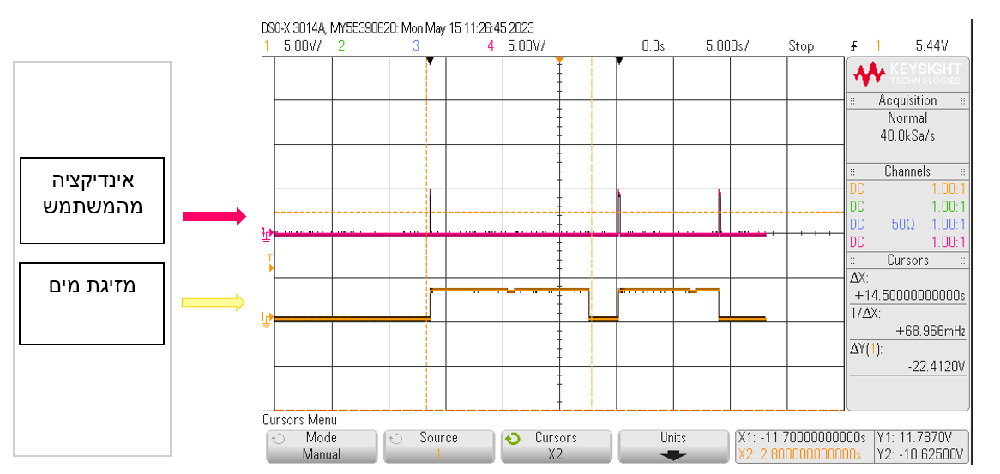 DSO-X 3014A, MY55390620: Mon May 15 11:26:45 2023
1 5.00V/ 2 3 4 5.00V/ 0.0s 5.000s/ Stop 1 5.44V
KEYSIGHT
TECHNOLOGIES
Acquisition
Normal
40.0kSa/s
Channels
DC 1.00:1
DC 1.00:1
DC 50Ω 1.00:1
DC 1.00:1
Cursors
ΔX:
+14.50000000000s
1/ΔX:
+68.966mHz
ΔY(1):
-22.4120V
אינדיקציה
מהמשתמש
מזיגת מים
T
Cursors Menu
Mode
Manual
Source
1
Cursors
X2
Units
X1: -11.70000000000s
X2: 2.800000000000s
Y1: 11.7870V
Y2: -10.62500V